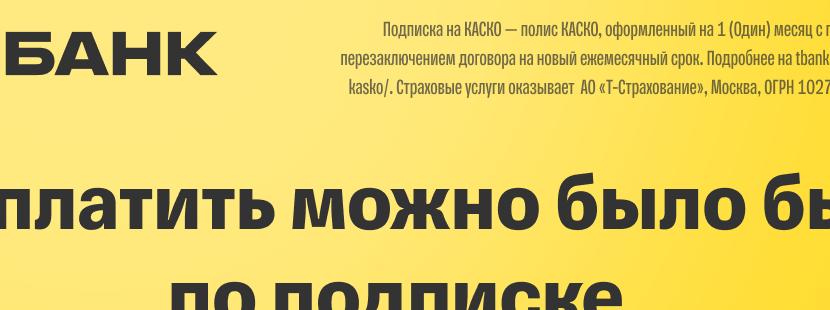 БАНК
Подписка на КАСКО — полис КАСКО, оформленный на 1 (Один) месяц с п
перезаключением договора на новый ежемесячный срок. Подробнее на tbank
kasko/. Страховые услуги оказывает АО «Т-Страхование», Москва, ОГРН 1027
платить можно было бы
по подписке